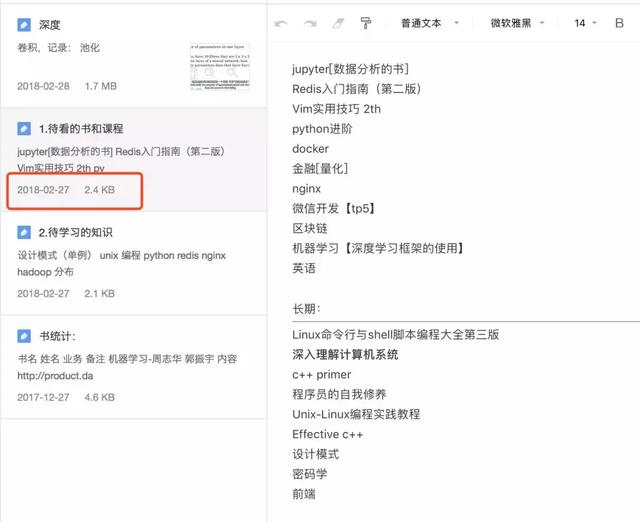 深度
卷积，记录： 池化
2018-02-28 1.7 MB
1.待看的书和课程
jupyter[数据分析的书] Redis入门指南（第二版）
Vim实用技巧 2th py
2018-02-27 2.4 KB
2.待学习的知识
设计模式（单例） unix 编程 python redis nginx
hadoop 分布
2018-02-27 2.1 KB
书统计：
书名 姓名 业务 备注 机器学习-周志华 郭振宇 内容
http://product.da
2017-12-27 4.6 KB
普通文本 微软雅黑 14 B
jupyter[数据分析的书]
Redis入门指南（第二版）
Vim实用技巧 2th
python进阶
docker
金融[量化]
nginx
微信开发【tp5】
区块链
机器学习【深度学习框架的使用】
英语
长期：
Linux命令行与shell脚本编程大全第三版
深入理解计算机系统
c++ primer
程序员的自我修养
Unix-Linux编程实践教程
Effective c++
设计模式
密码学
前端